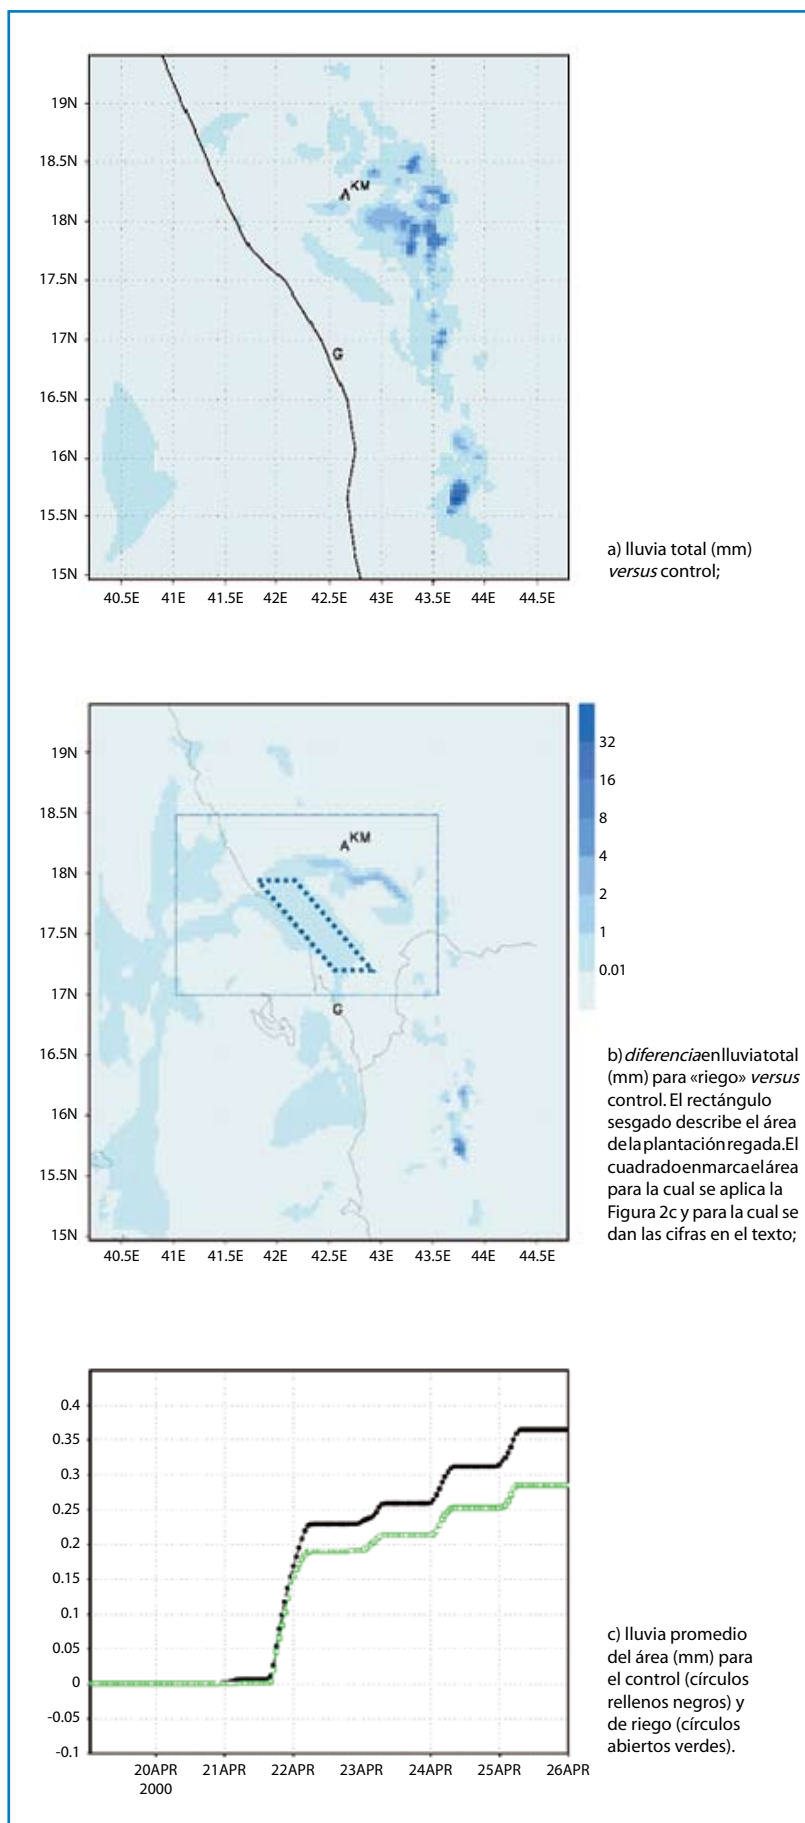 19N
18.5N
18N
17.5N
17N
16.5N
16N
15.5N
15N
KM
A
G
40.5E 41E 41.5E 42E 42.5E 43E 43.5E 44E 44.5E
a) lluvia total (mm)
versus control;
19N
18.5N
18N
17.5N
17N
16.5N
16N
15.5N
15N
KM
A
G
40.5E 41E 41.5E 42E 42.5E 43E 43.5E 44E 44.5E
32
16
8
4
2
1
0.01
b) diferencia en lluvia total
(mm) para «riego» versus
control. El rectángulo
sesgado describe el área
de la plantación regada. El
cuadrado enmarca el área
para la cual se aplica la
Figura 2c y para la cual se
dan las cifras en el texto;
0.4
0.35
0.3
0.25
0.2
0.15
0.1
0.05
0
-0.05
-0.1
20APR 21APR 22APR 23APR 24APR 25APR 26APR
2000
c) lluvia promedio
del área (mm) para
el control (círculos
rellenos negros) y
de riego (círculos
abiertos verdes).